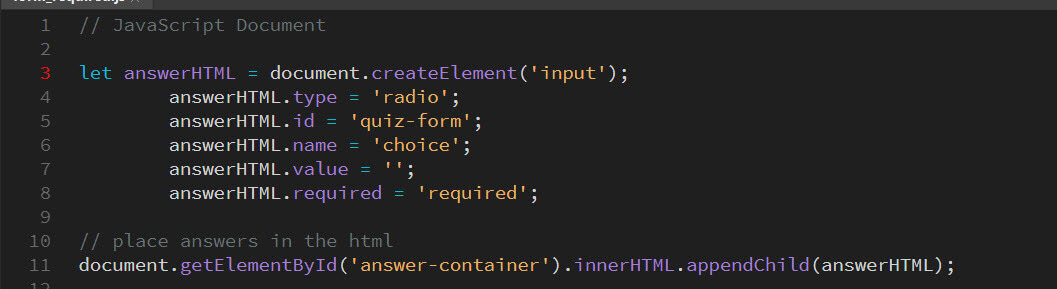 1 // JavaScript Document
2
3 let answerHTML = document.createElement('input');
4 answerHTML.type = 'radio';
5 answerHTML.id = 'quiz-form';
6 answerHTML.name = 'choice';
7 answerHTML.value = '';
8 answerHTML.required = 'required';
9
10 // place answers in the html
11 document.getElementById('answer-container').innerHTML.appendChild(answerHTML);
12